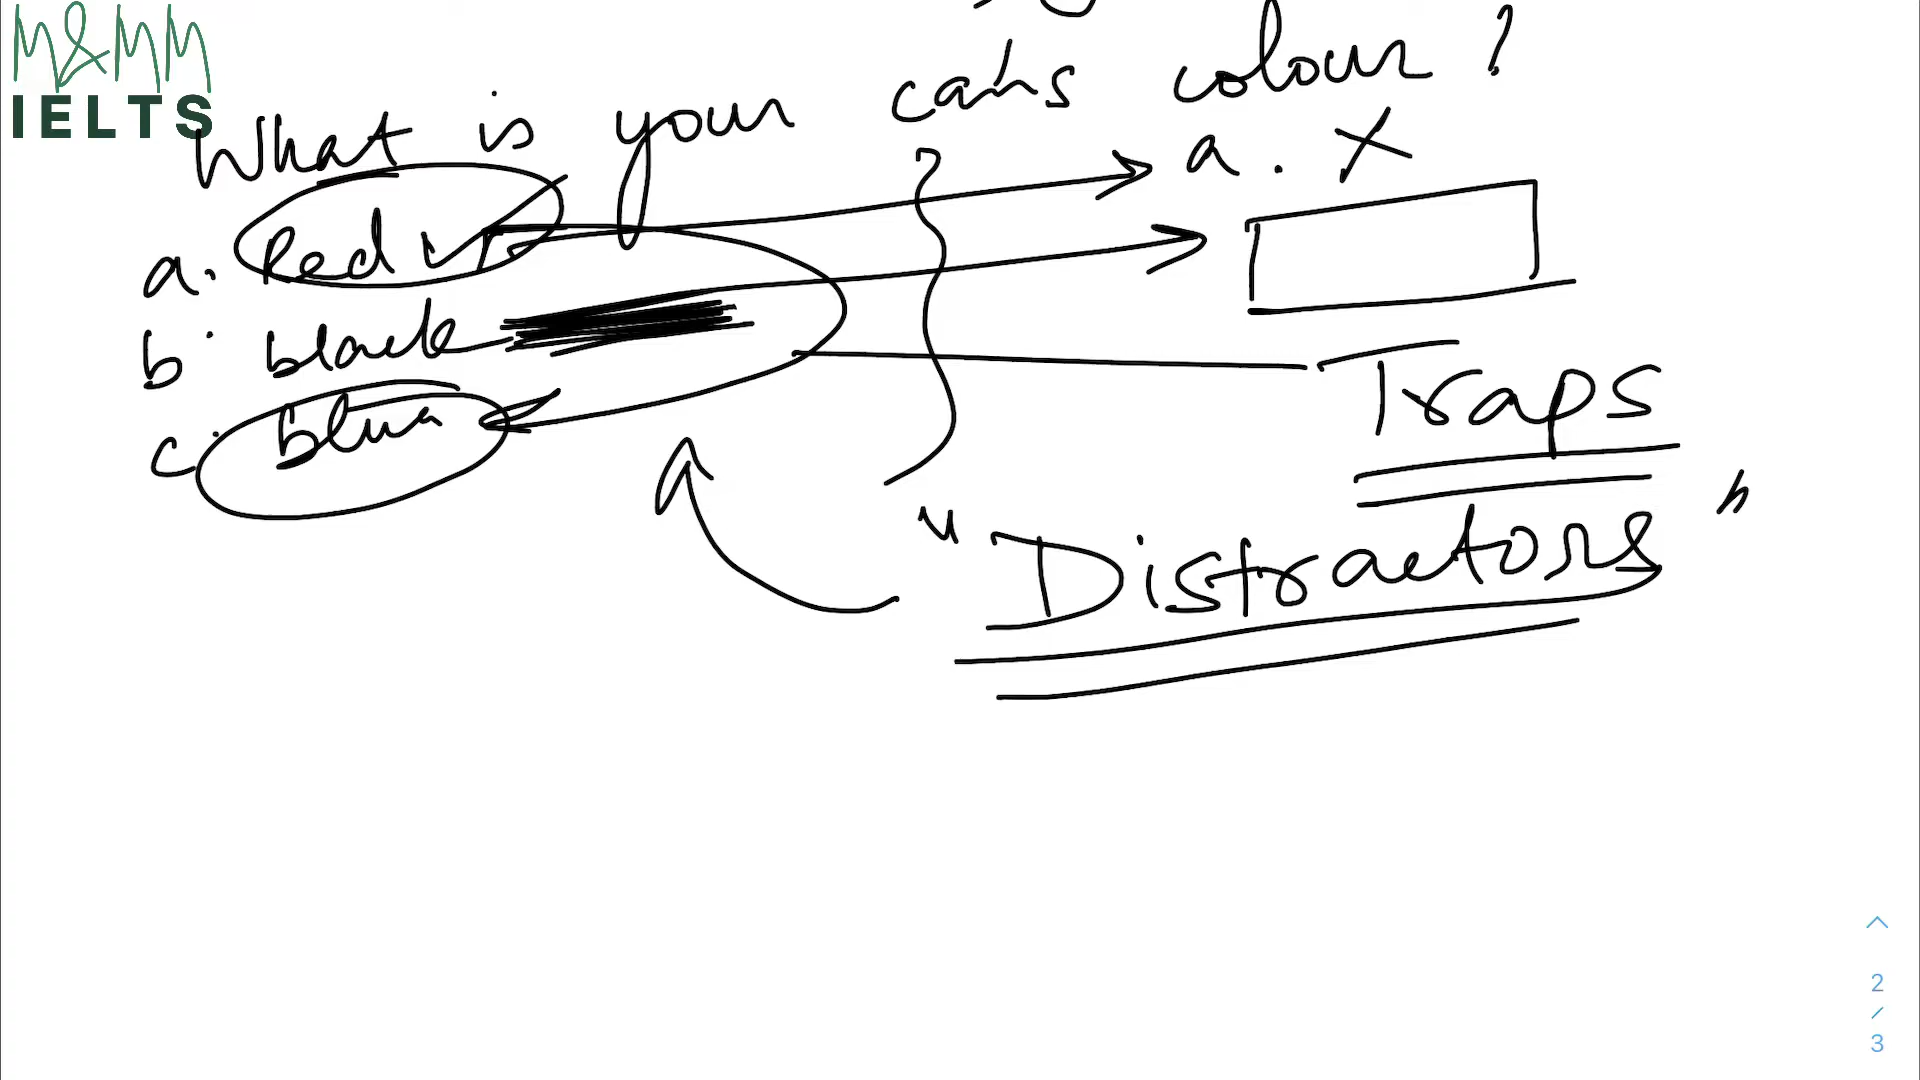 M&MM
IELTS
What is your car's colour?
a. Red
a. X
b. black
c. blue
Traps
"Distractors"
2
/
3